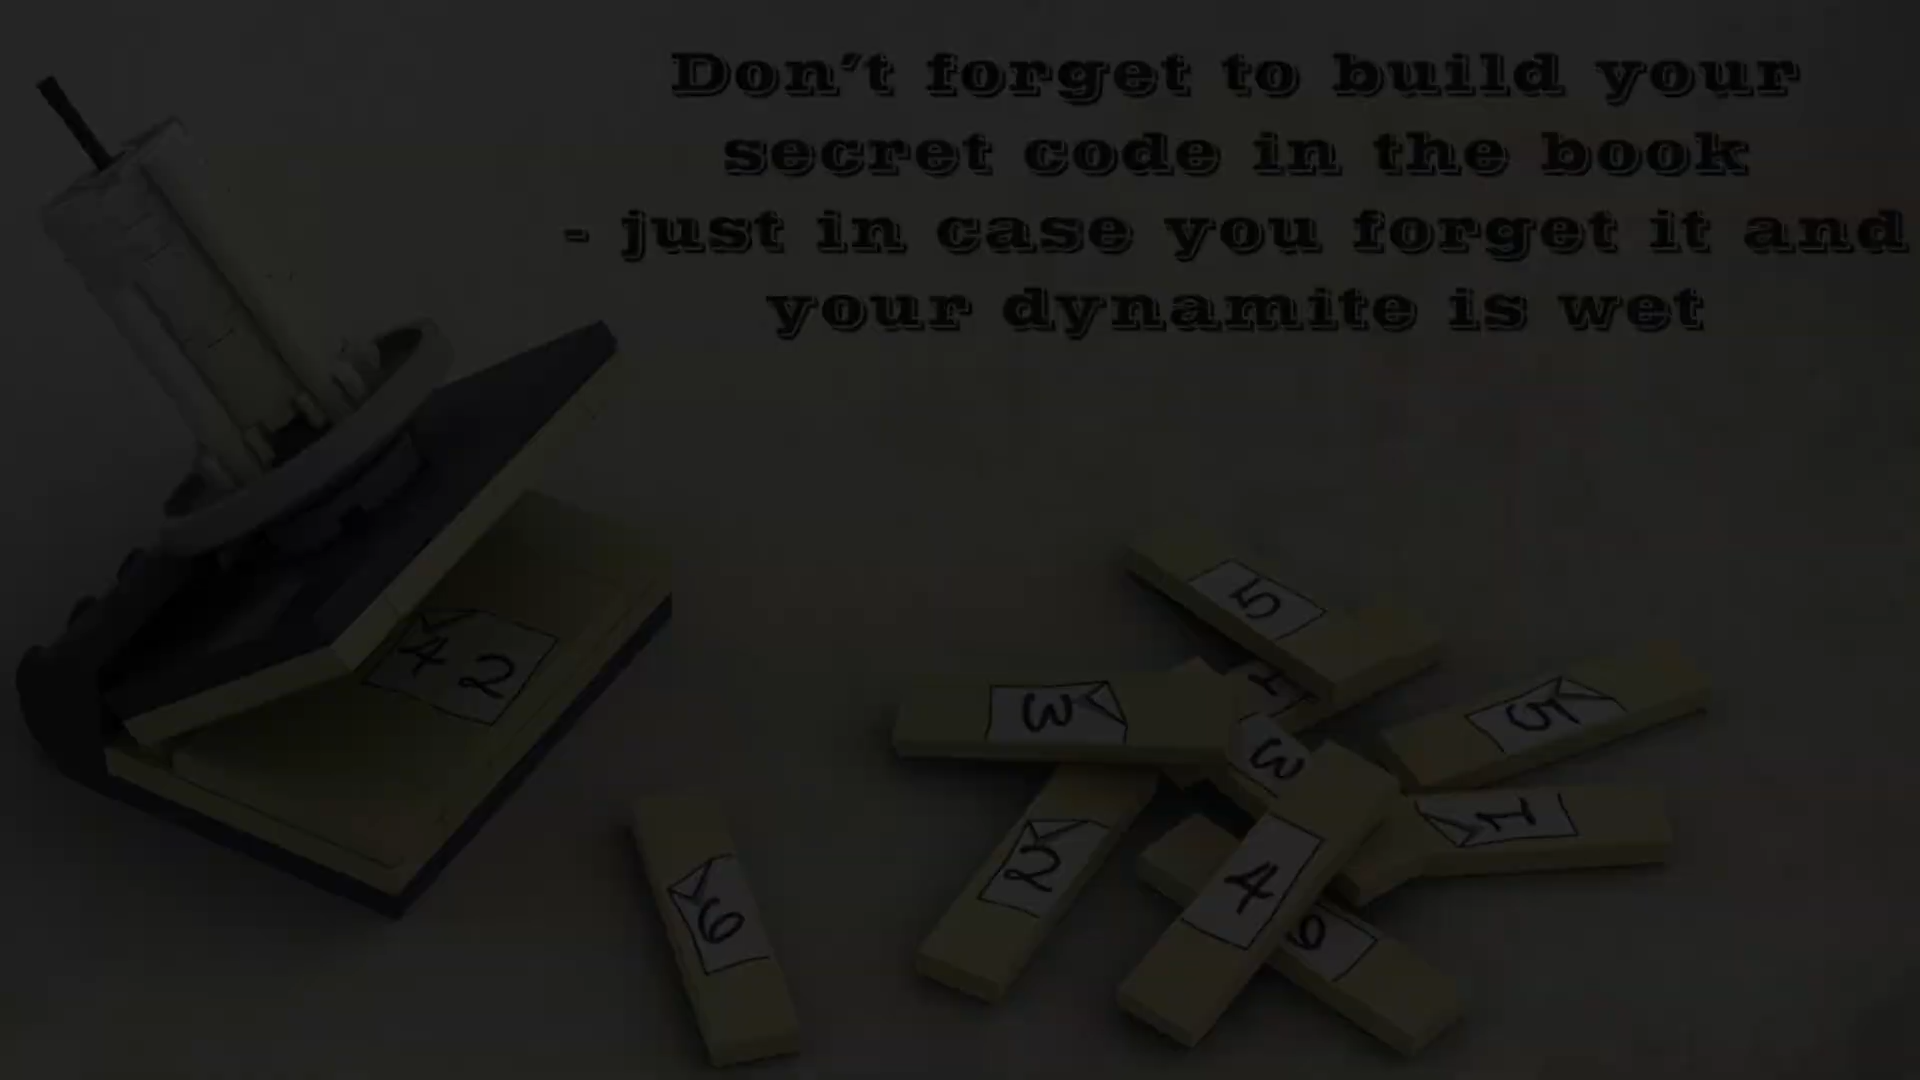 Don't forget to build your
secret code in the book
- just in case you forget it and
your dynamite is wet
42
5
3
5
3
1
2
4
6
6